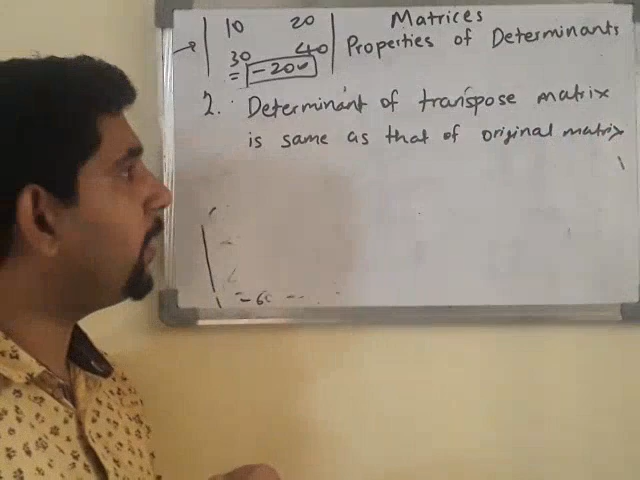 Matrices
10 20
30 40
= -200
Properties of Determinants
2. Determinant of transpose matrix
is same as that of original matrix